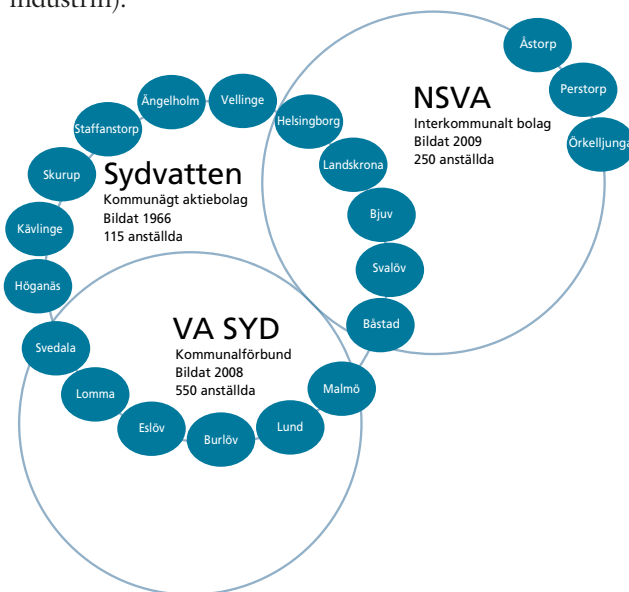 industrin).
Åstorp
Perstorp
Örkelljunga
NSVA
Interkommunalt bolag
Bildat 2009
250 anställda
Ängelholm
Vellinge
Helsingborg
Staffanstorp
Landskrona
Skurup
Sydvatten
Kommunägt aktiebolag
Bildat 1966
115 anställda
Bjuv
Kävlinge
Svalöv
Höganäs
Båstad
Svedala
VA SYD
Kommunalförbund
Bildat 2008
550 anställda
Malmö
Lomma
Eslöv
Burlöv
Lund